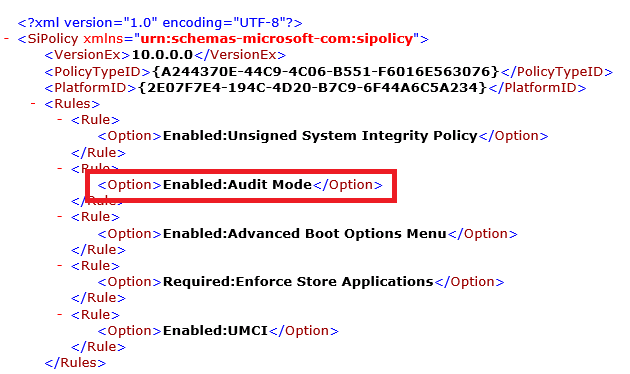 <?xml version="1.0" encoding="UTF-8"?>
- <SiPolicy xmlns="urn:schemas-microsoft-com:sipolicy">
<VersionEx>10.0.0.0</VersionEx>
<PolicyTypeID>{A244370E-44C9-4C06-B551-F6016E563076}</PolicyTypeID>
<PlatformID>{2E07F7E4-194C-4D20-B7C9-6F44A6C5A234}</PlatformID>
- <Rules>
- <Rule>
<Option>Enabled:Unsigned System Integrity Policy</Option>
</Rule>
- <Rule>
<Option>Enabled:Audit Mode</Option>
</Rule>
- <Rule>
<Option>Enabled:Advanced Boot Options Menu</Option>
</Rule>
- <Rule>
<Option>Required:Enforce Store Applications</Option>
</Rule>
- <Rule>
<Option>Enabled:UMCI</Option>
</Rule>
</Rules>